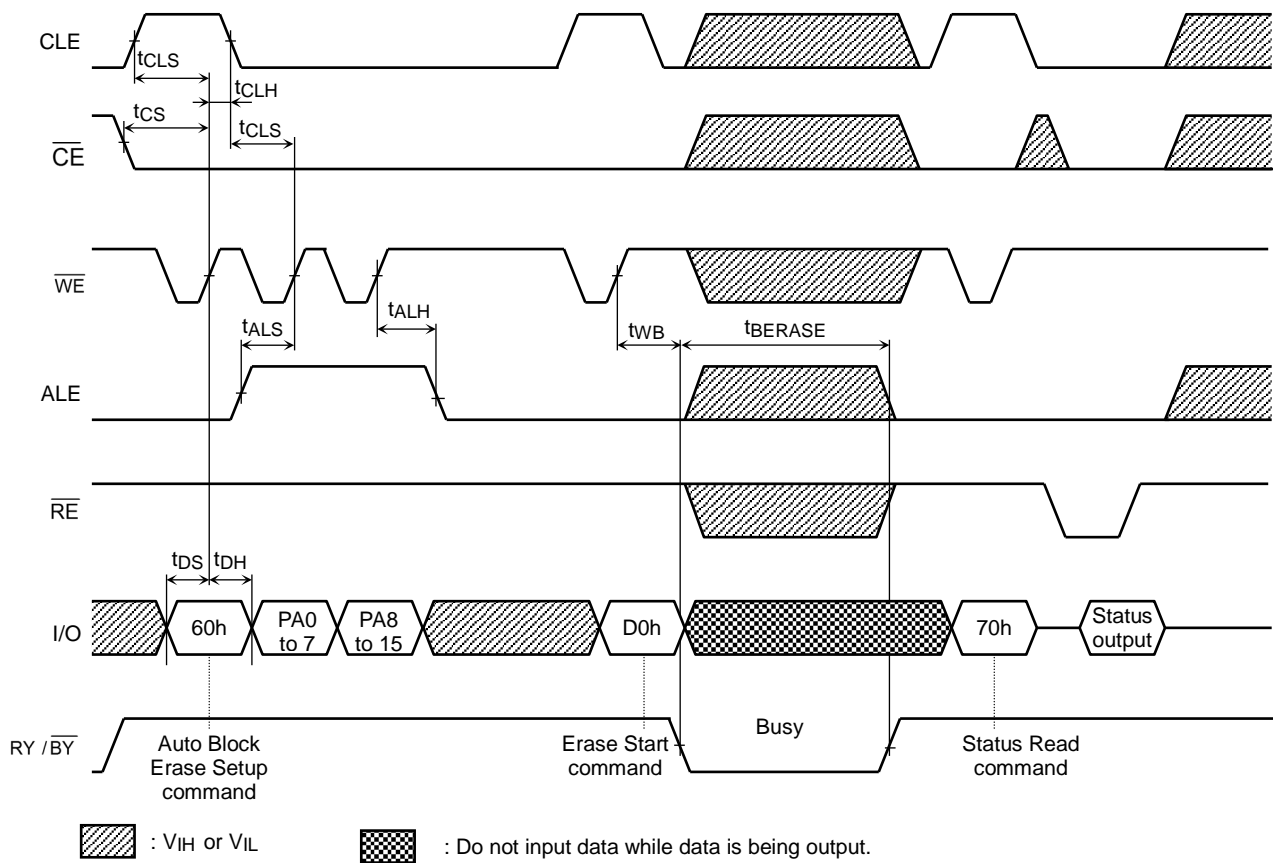 CLE
tCLS
tCLH
tCS
tCLS
CE
WE
tALS
tALH
tWB
tBERASE
ALE
RE
tDS
tDH
I/O
60h
PA0
to 7
PA8
to 15
D0h
70h
Status
output
RY /BY
Busy
Auto Block
Erase Setup
command
Erase Start
command
Status Read
command
: VIH or VIL
: Do not input data while data is being output.